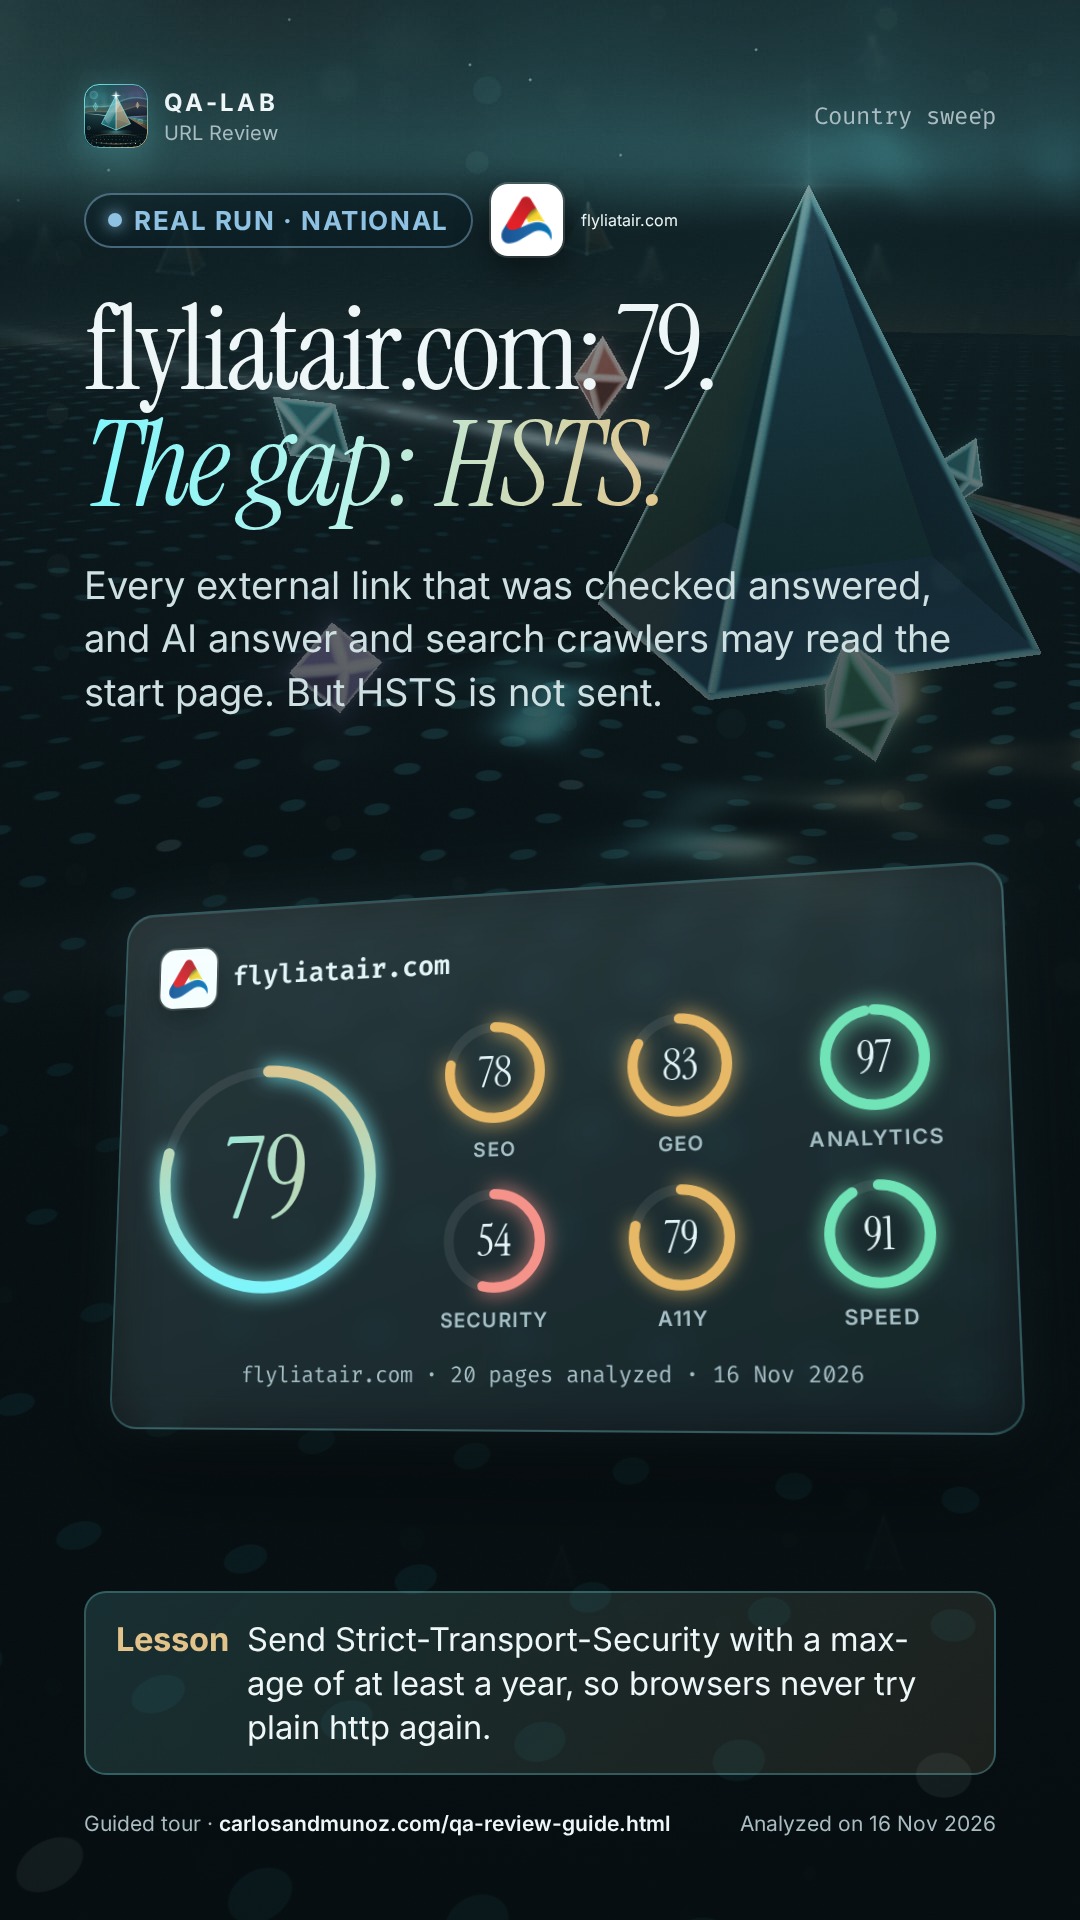 QA-LAB
URL Review
Country sweep
REAL RUN · NATIONAL
flyliatair.com
flyliatair.com: 79.
The gap: HSTS.
Every external link that was checked answered,
and AI answer and search crawlers may read the
start page. But HSTS is not sent.
flyliatair.com
79
78
SEO
83
GEO
97
ANALYTICS
54
SECURITY
79
A11Y
91
SPEED
flyliatair.com · 20 pages analyzed · 16 Nov 2026
Lesson
Send Strict-Transport-Security with a max-
age of at least a year, so browsers never try
plain http again.
Guided tour · carlosandmunoz.com/qa-review-guide.html
Analyzed on 16 Nov 2026